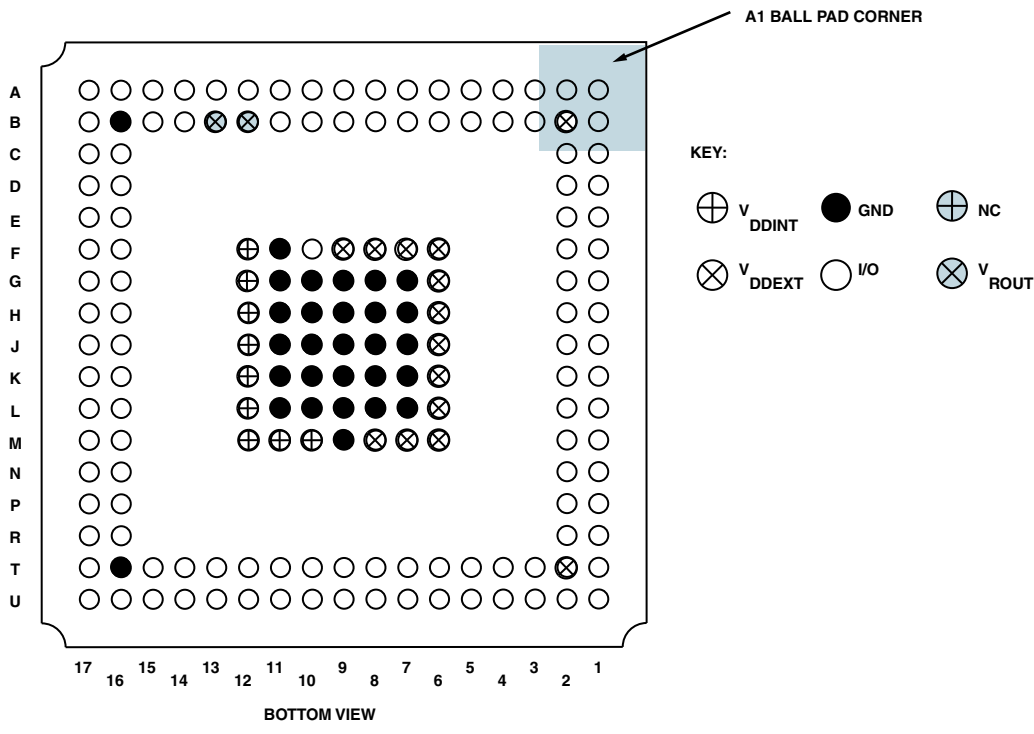 A1 BALL PAD CORNER
A
B
C
D
E
F
G
H
J
K
L
M
N
P
R
T
U
KEY:
V DDINT GND NC
V DDEXT I/O V ROUT
17 16 15 14 13 12 11 10 9 8 7 6 5 4 3 2 1
BOTTOM VIEW